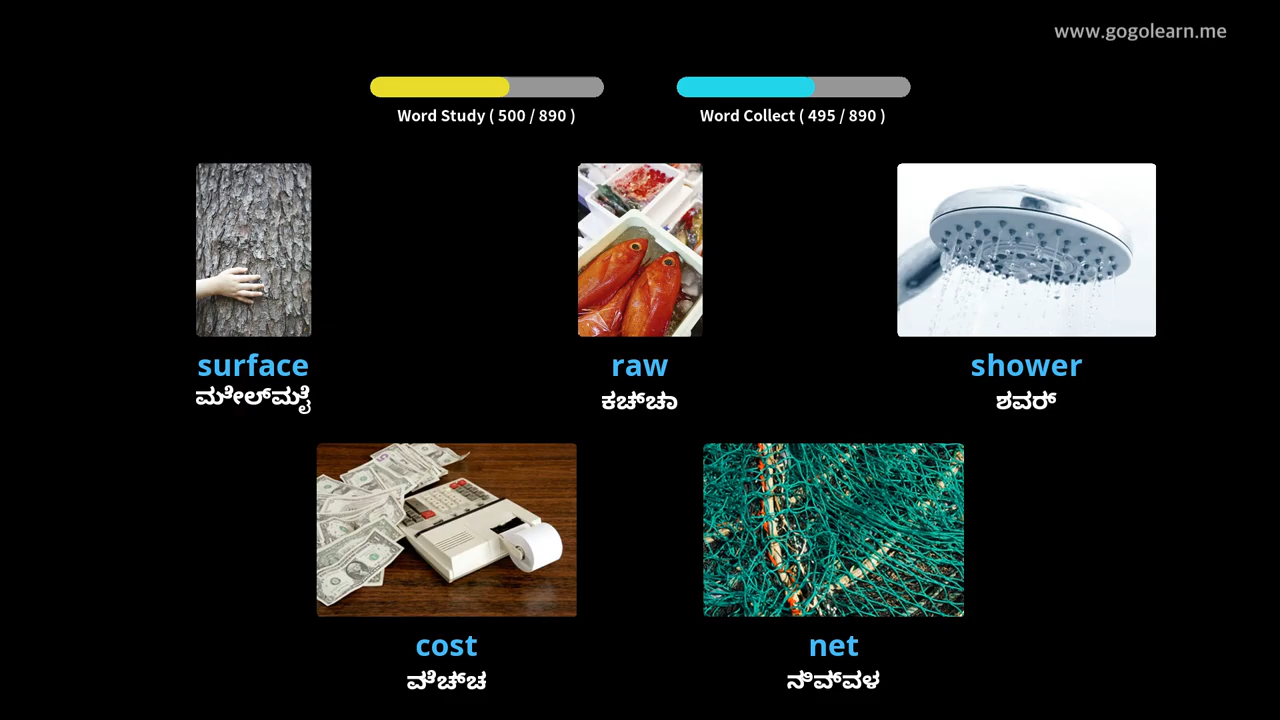 www.gogolearn.me
Word Study ( 500 / 890 )
Word Collect ( 495 / 890 )
surface
ಮೇಲ್ಮೈ
raw
ಕಚ್ಚಾ
shower
ಶವರ್
cost
ವೆಚ್ಚ
net
ನಿವ್ವಳ